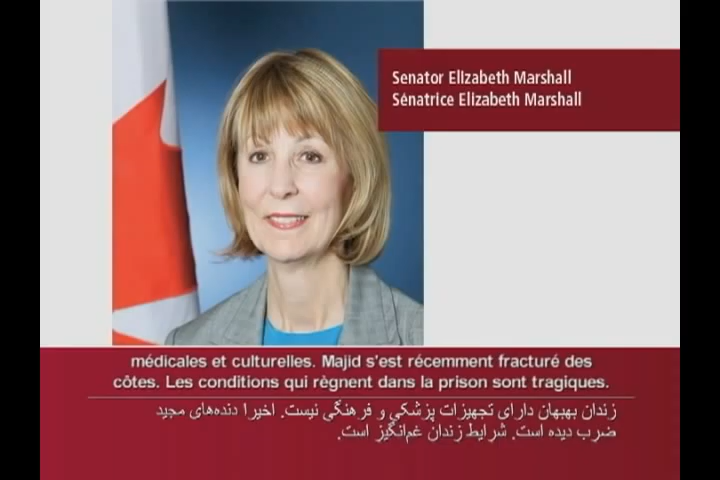 Senator Elizabeth Marshall
Sénatrice Elizabeth Marshall
médicales et culturelles. Majid s'est récemment fracturé des
côtes. Les conditions qui règnent dans la prison sont tragiques.
زندان بهبهان دارای تجهیزات پزشکی و فرهنگی نیست. اخیرا دنده‌های مجید
ضرب دیده است. شرایط زندان غم‌انگیز است.